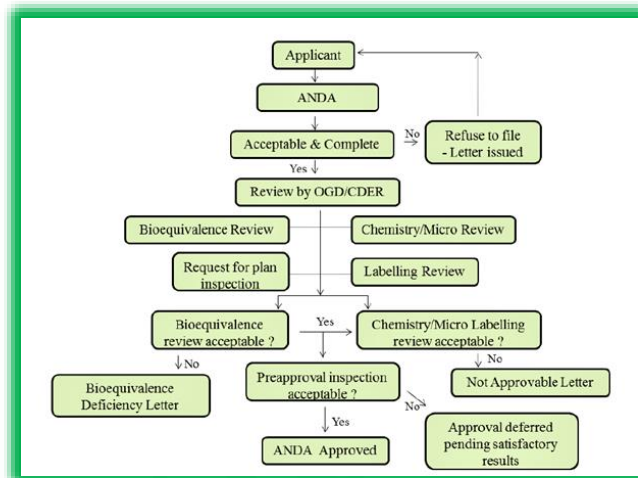 Applicant
ANDA
Acceptable & Complete
No
Refuse to file
- Letter issued
Yes
Review by OGD/CDER
Bioequivalence Review
Chemistry/Micro Review
Request for plan
inspection
Labelling Review
Bioequivalence
review acceptable ?
Yes
Chemistry/Micro Labelling
review acceptable ?
No
No
Bioequivalence
Deficiency Letter
Preapproval inspection
acceptable ?
Not Approvable Letter
No
Yes
Approval deferred
pending satisfactory
results
ANDA Approved